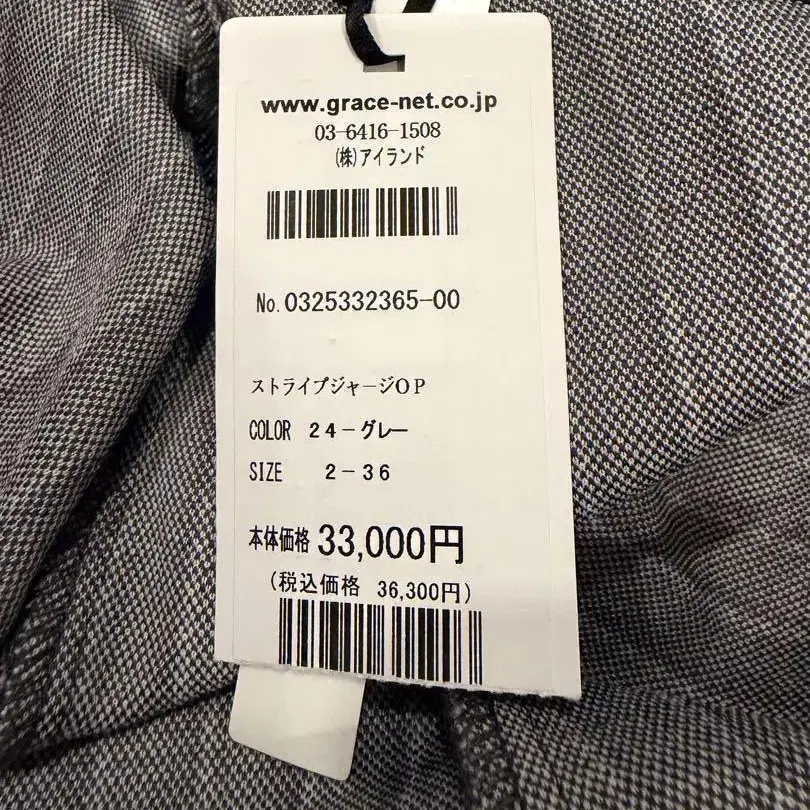 www.grace-net.co.jp
03-6416-1508
(株)アイランド
No. 0325332365-00
ストライプジャージOP
COLOR 24-グレー
SIZE 2-36
本体価格 33,000円
(税込価格 36,300円)